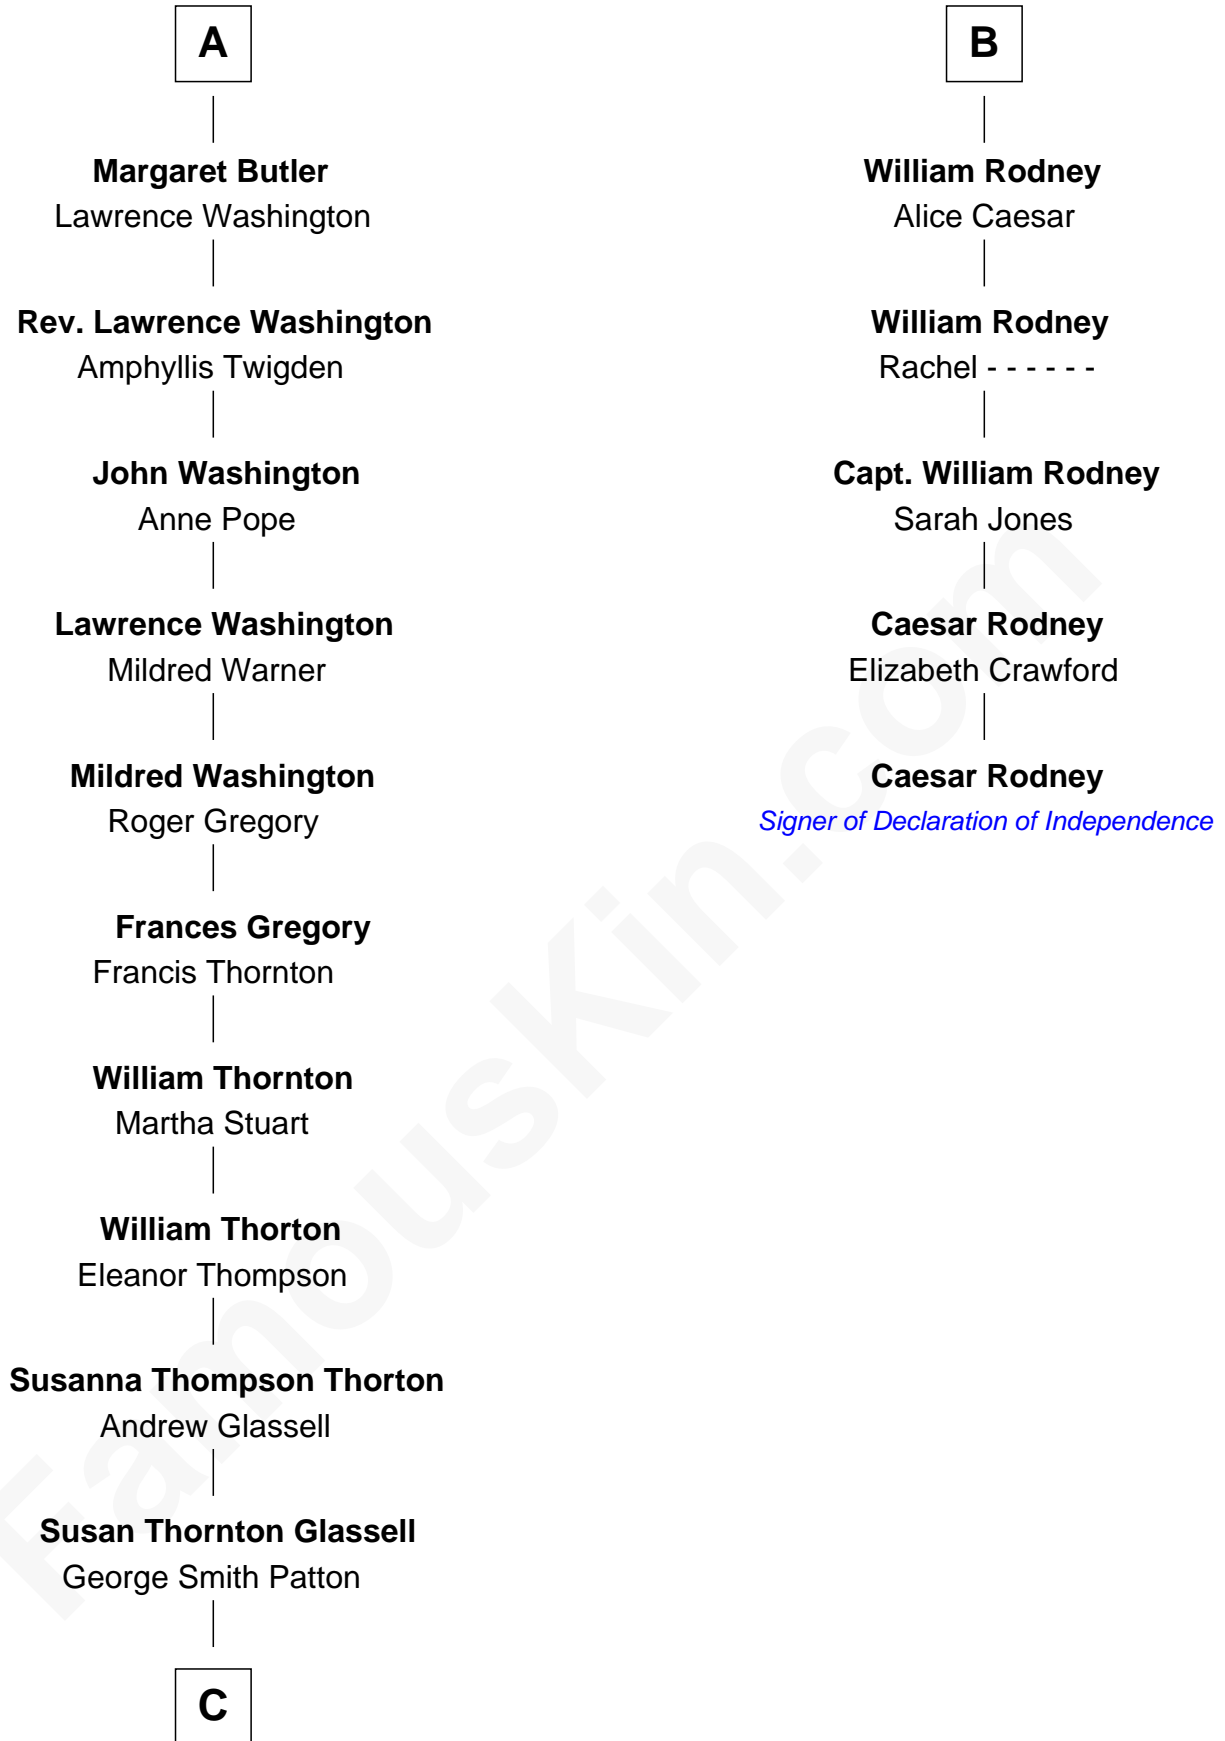 A
Margaret Butler
Lawrence Washington
Rev. Lawrence Washington
Amphyllis Twigden
John Washington
Anne Pope
Lawrence Washington
Mildred Warner
Mildred Washington
Roger Gregory
Frances Gregory
Francis Thornton
William Thornton
Martha Stuart
William Thorton
Eleanor Thompson
Susanna Thompson Thorton
Andrew Glassell
Susan Thornton Glassell
George Smith Patton
C
B
William Rodney
Alice Caesar
William Rodney
Rachel - - - - - -
Capt. William Rodney
Sarah Jones
Caesar Rodney
Elizabeth Crawford
Caesar Rodney
Signer of Declaration of Independence
FamousKin.com